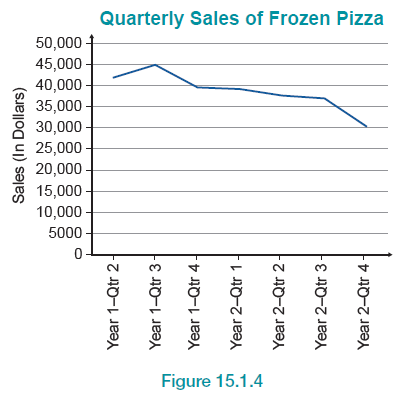 Quarterly Sales of Frozen Pizza
Sales (In Dollars)
50,000
45,000
40,000
35,000
30,000
25,000
20,000
15,000
10,000
5000
0
Year 1–Qtr 2
Year 1–Qtr 3
Year 1–Qtr 4
Year 2–Qtr 1
Year 2–Qtr 2
Year 2–Qtr 3
Year 2–Qtr 4
Figure 15.1.4